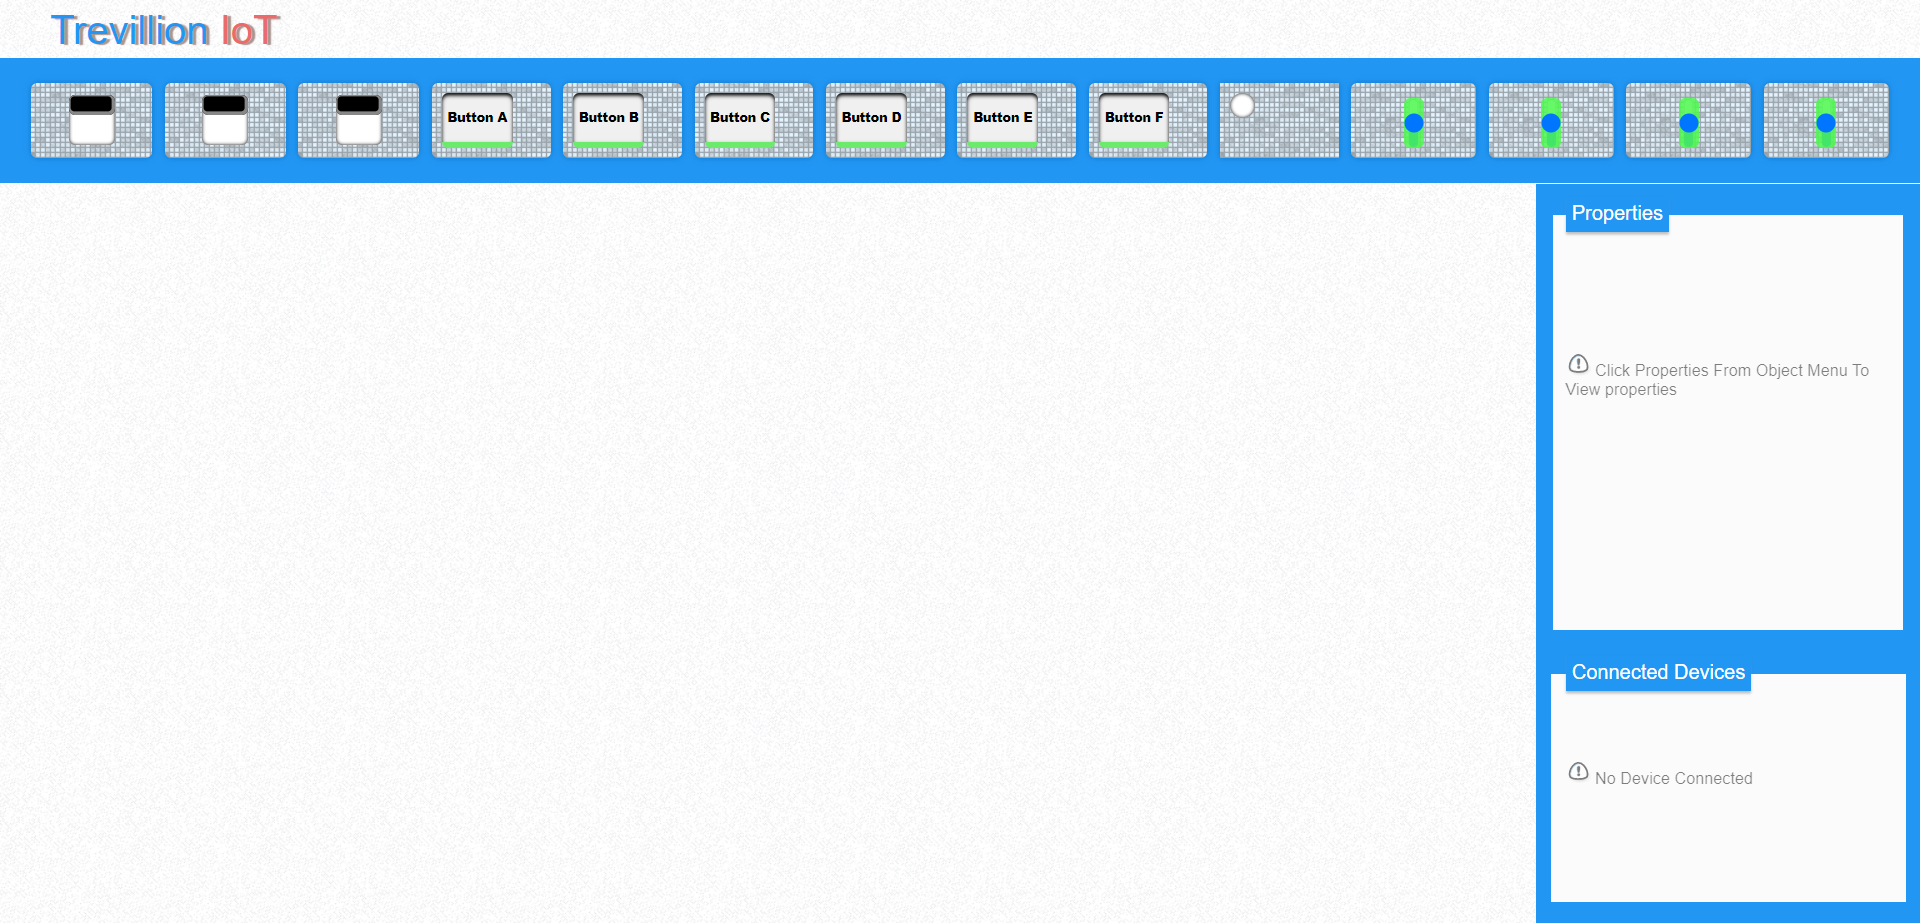 Trevillion IoT
Button A
Button B
Button C
Button D
Button E
Button F
Properties
Click Properties From Object Menu To
View properties
Connected Devices
No Device Connected